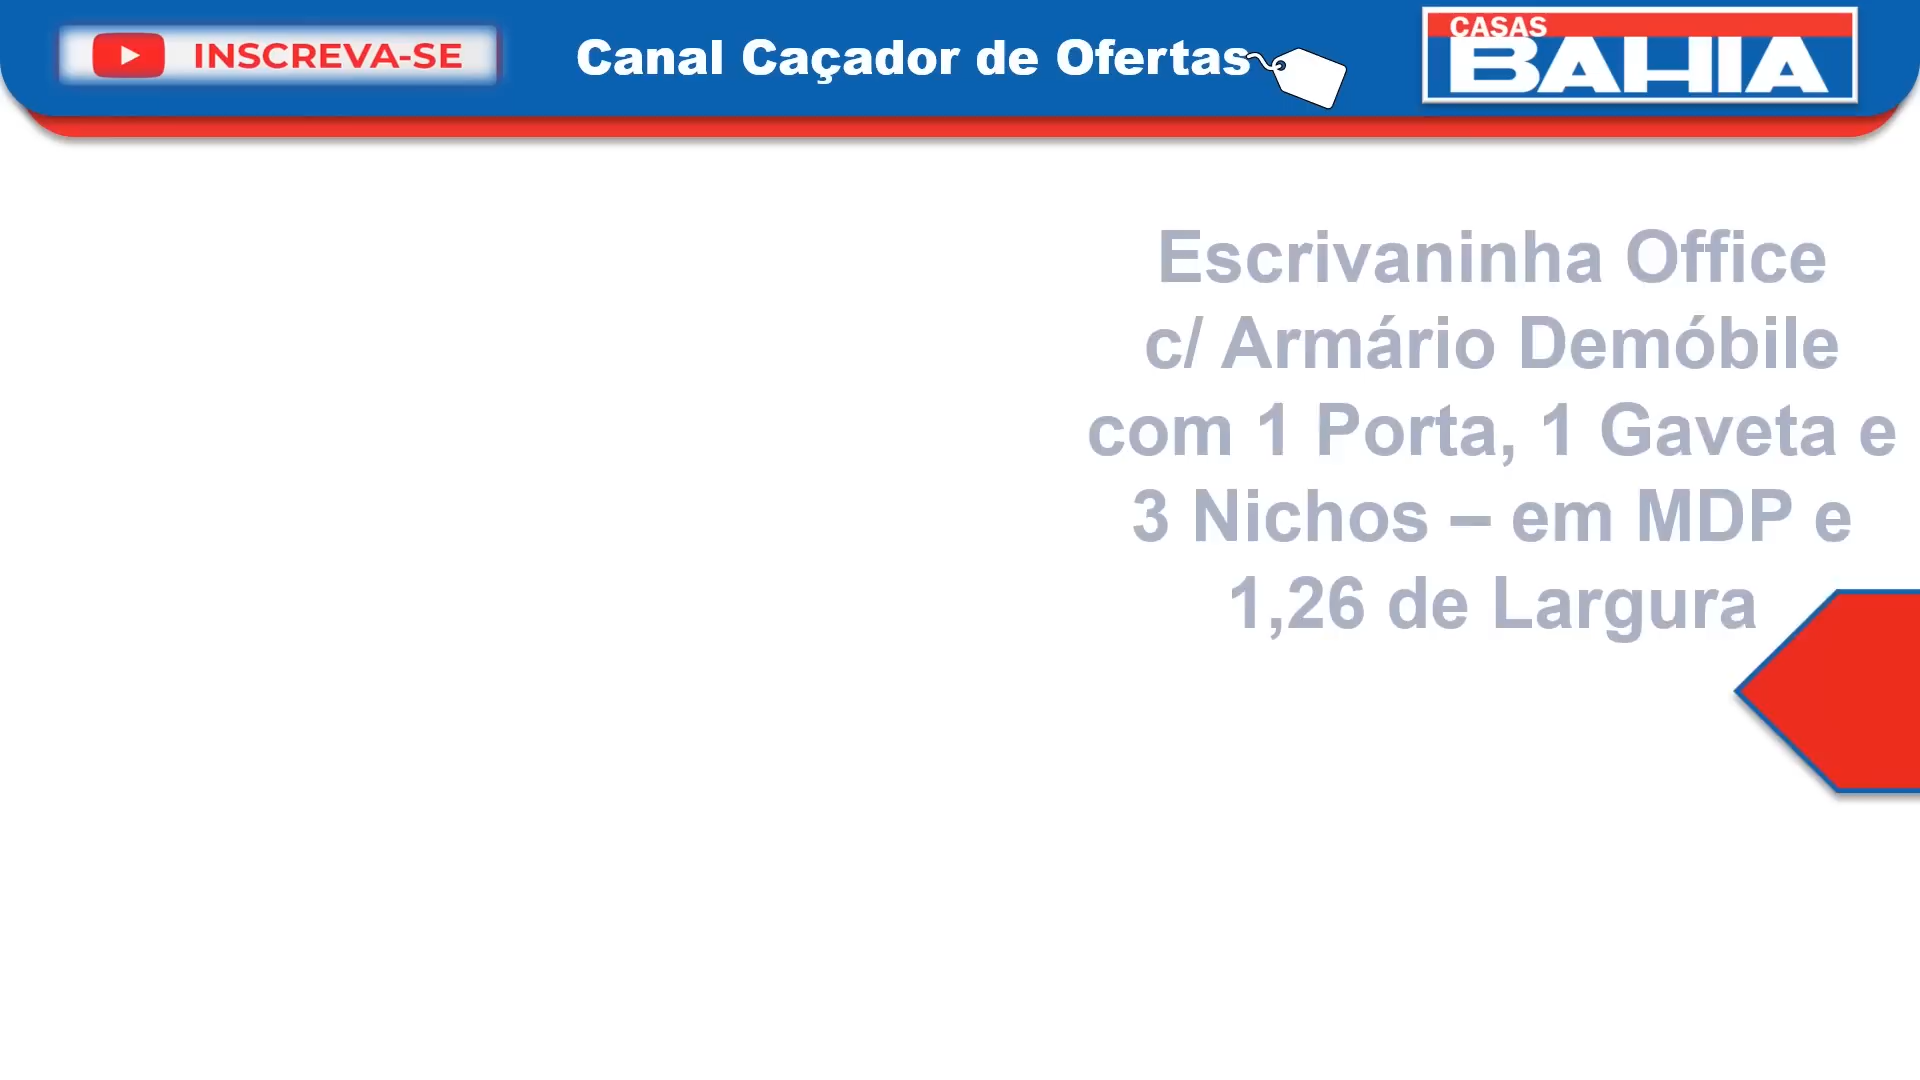 INSCREVA-SE
Canal Caçador de Ofertas
CASAS
BAHIA
Escrivaninha Office
c/ Armário Demóbile
com 1 Porta, 1 Gaveta e
3 Nichos – em MDP e
1,26 de Largura